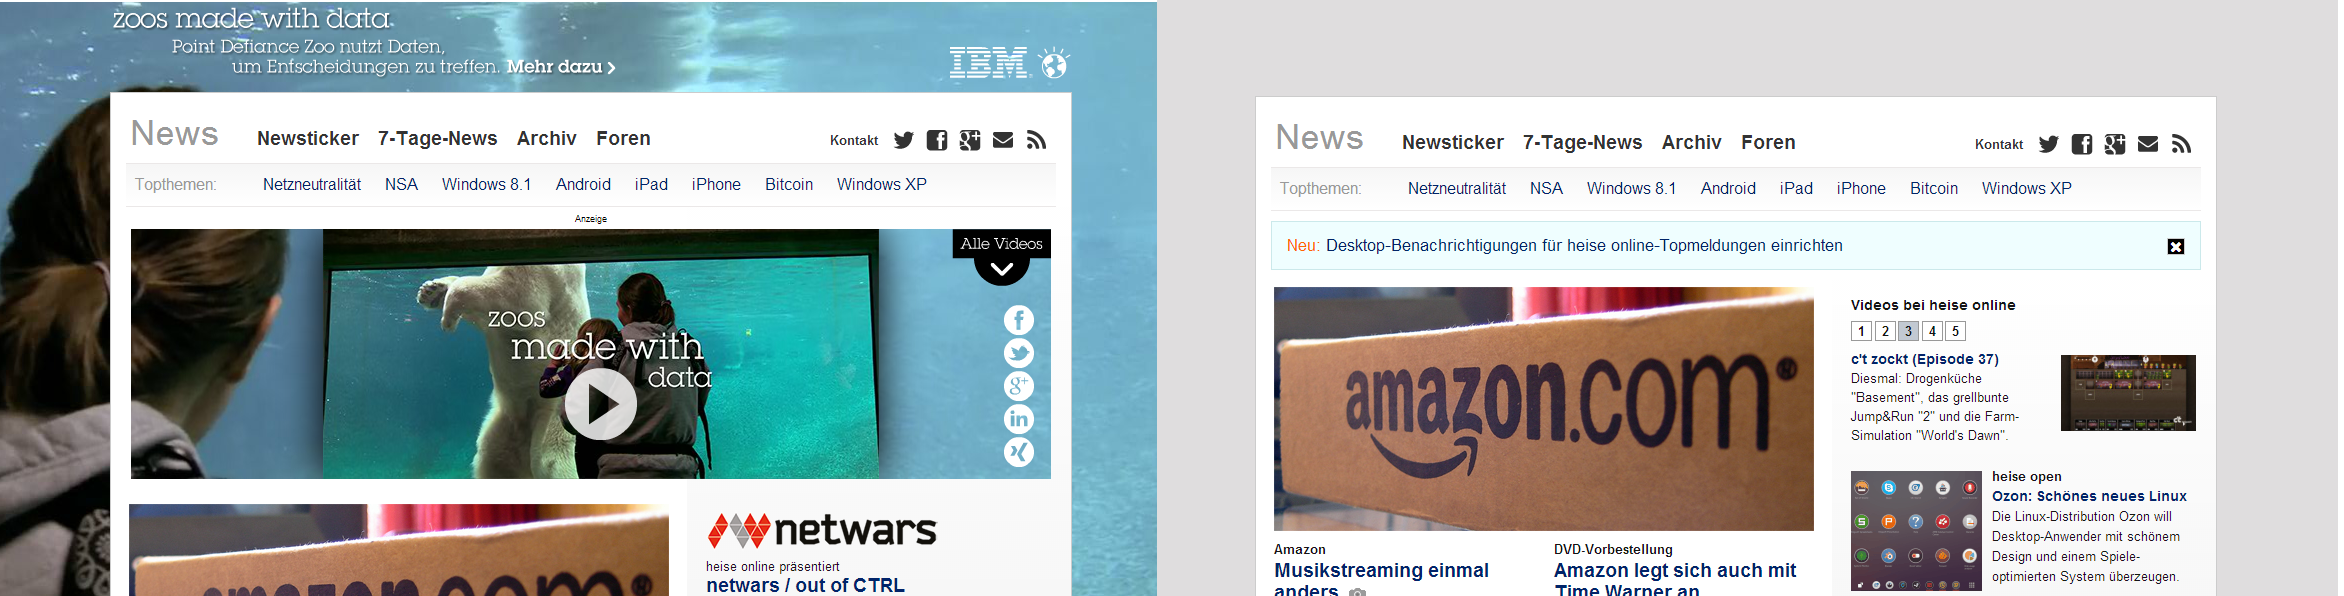 zoos made with data
Point Defiance Zoo nutzt Daten,
um Entscheidungen zu treffen. Mehr dazu
IBM
News
Newsticker 7-Tage-News Archiv Foren
Kontakt
Topthemen: Netzneutralität NSA Windows 8.1 Android iPad iPhone Bitcoin Windows XP
Anzeige
Alle Videos
zoos
made with
data
netwars
heise online präsentiert
netwars / out of CTRL
amazon.com
News
Newsticker 7-Tage-News Archiv Foren
Kontakt
Topthemen: Netzneutralität NSA Windows 8.1 Android iPad iPhone Bitcoin Windows XP
Neu: Desktop-Benachrichtigungen für heise online-Topmeldungen einrichten
amazon.com
Amazon
Musikstreaming einmal
anders
DVD-Vorbestellung
Amazon legt sich auch mit
Time Warner an
Videos bei heise online
1 2 3 4 5
c't zockt (Episode 37)
Diesmal: Drogenküche
"Basement", das grellbunte
Jump&Run "2" und die Farm-
Simulation "World's Dawn".
heise open
Ozon: Schönes neues Linux
Die Linux-Distribution Ozon will
Desktop-Anwender mit schönem
Design und einem Spiele-
optimierten System überzeugen.